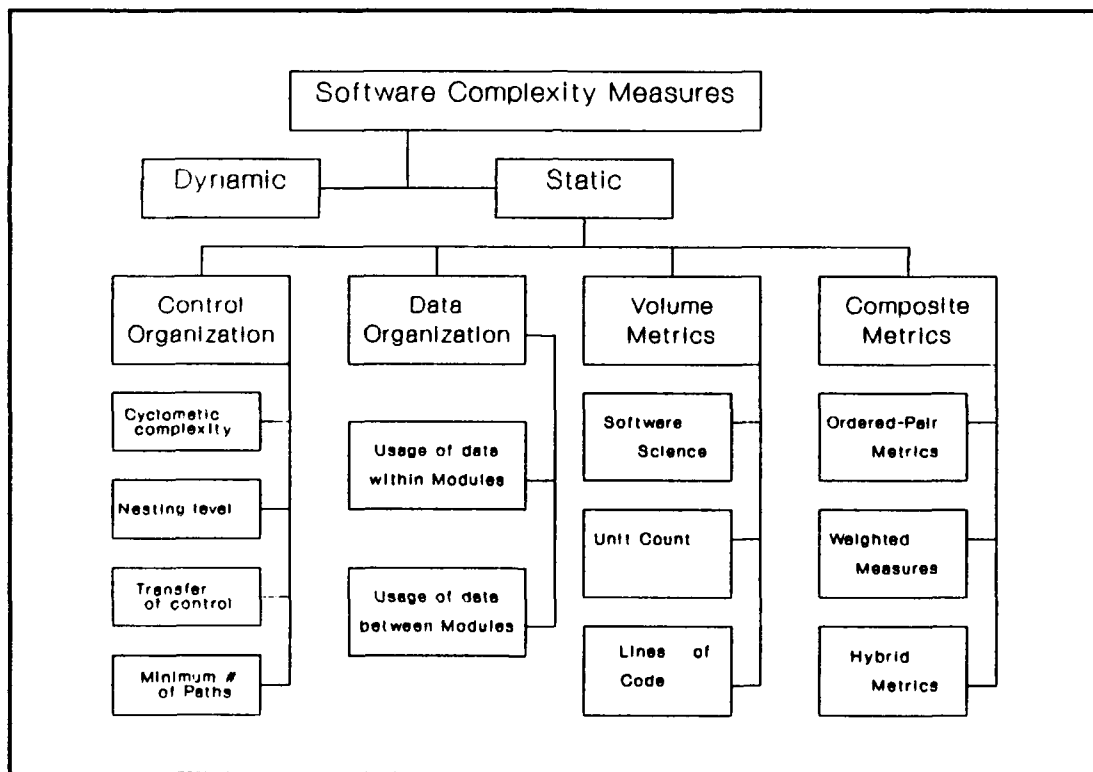 Software Complexity Measures
Dynamic
Static
Control
Organization
Data
Organization
Volume
Metrics
Composite
Metrics
Cyclometic
complexity
Nesting level
Transfer
of control
Minimum #
of Paths
Usage of data
within Modules
Usage of data
between Modules
Software
Science
Unit Count
Lines of
Code
Ordered-Pair
Metrics
Weighted
Measures
Hybrid
Metrics